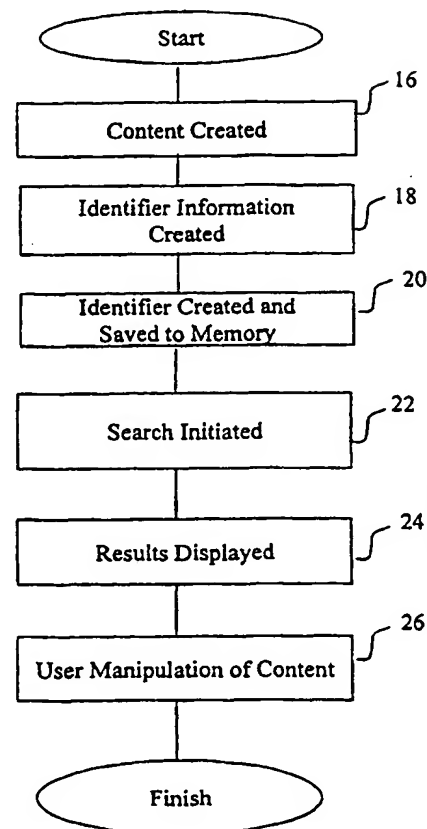 Start
16
Content Created
18
Identifier Information
Created
20
Identifier Created and
Saved to Memory
22
Search Initiated
24
Results Displayed
26
User Manipulation of Content
Finish